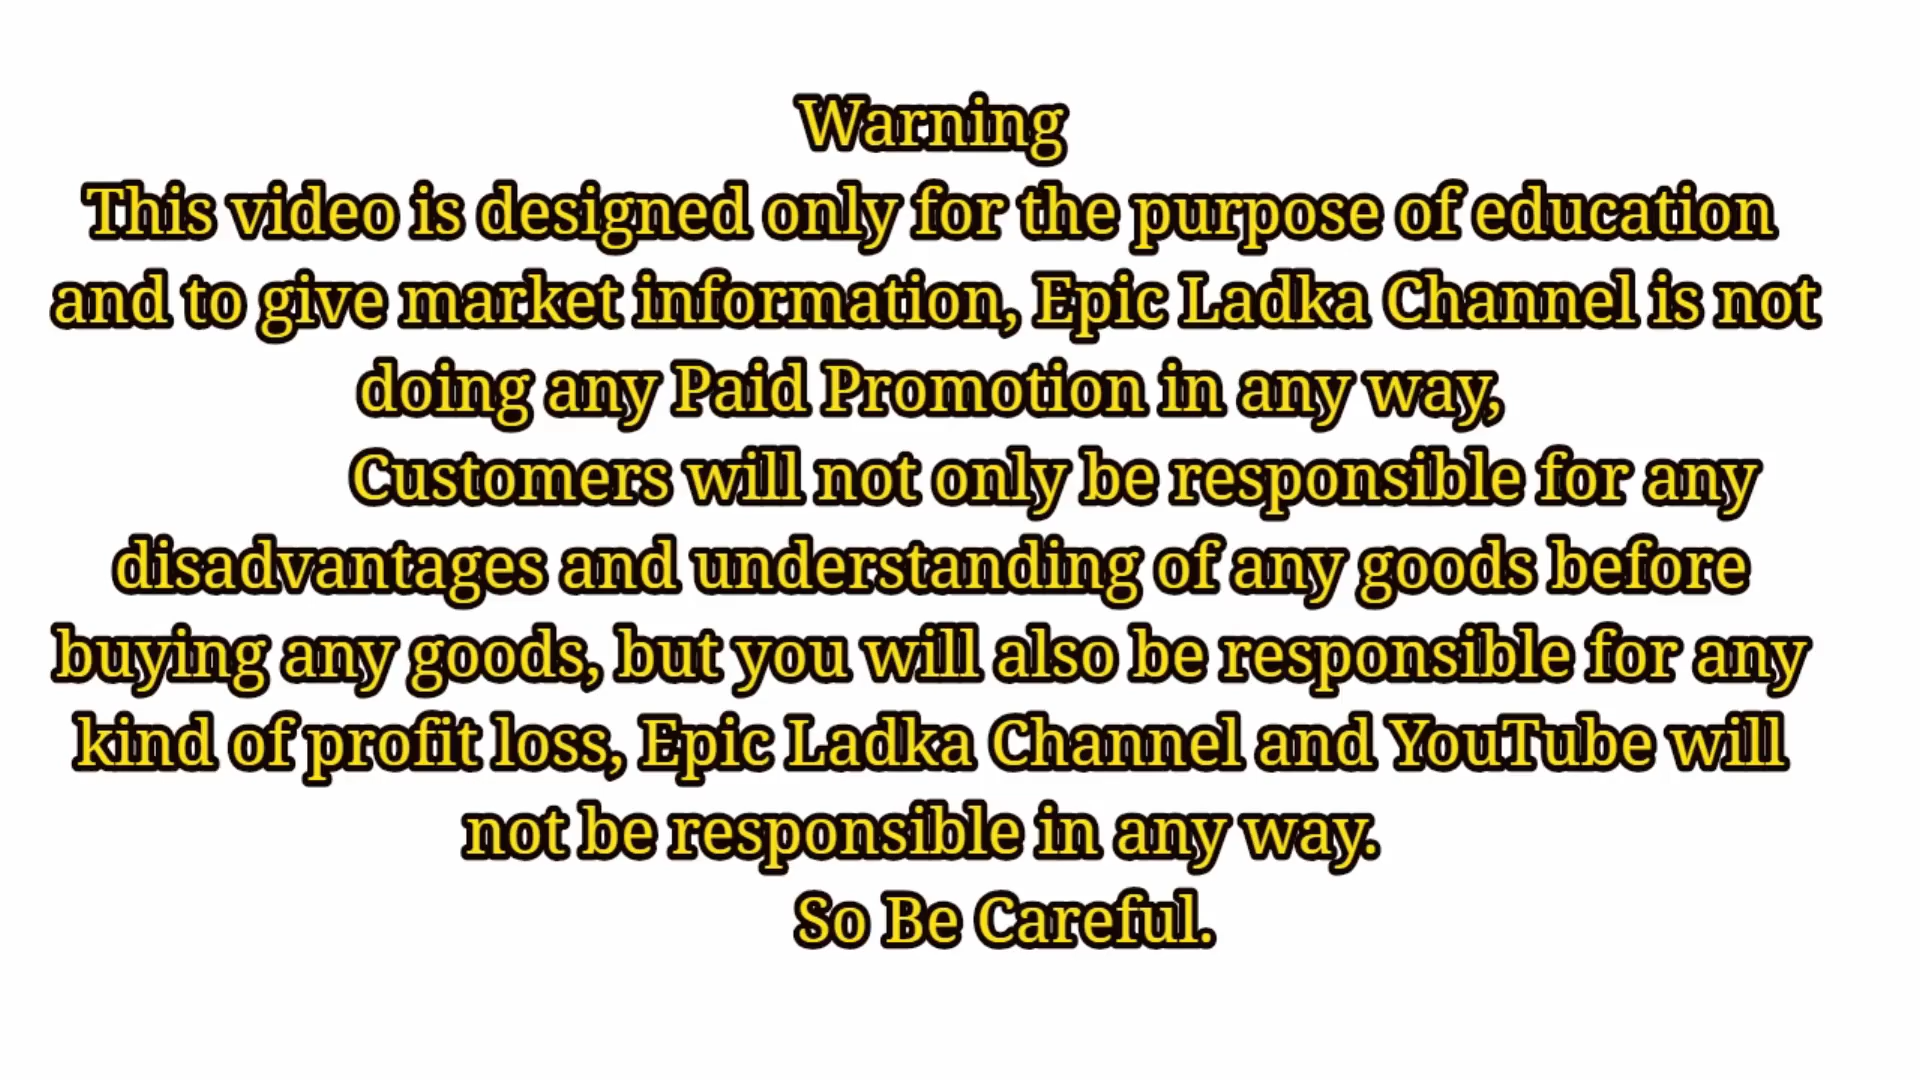 Warning
This video is designed only for the purpose of education
and to give market information, Epic Ladka Channel is not
doing any Paid Promotion in any way,
Customers will not only be responsible for any
disadvantages and understanding of any goods before
buying any goods, but you will also be responsible for any
kind of profit loss, Epic Ladka Channel and YouTube will
not be responsible in any way.
So Be Careful.